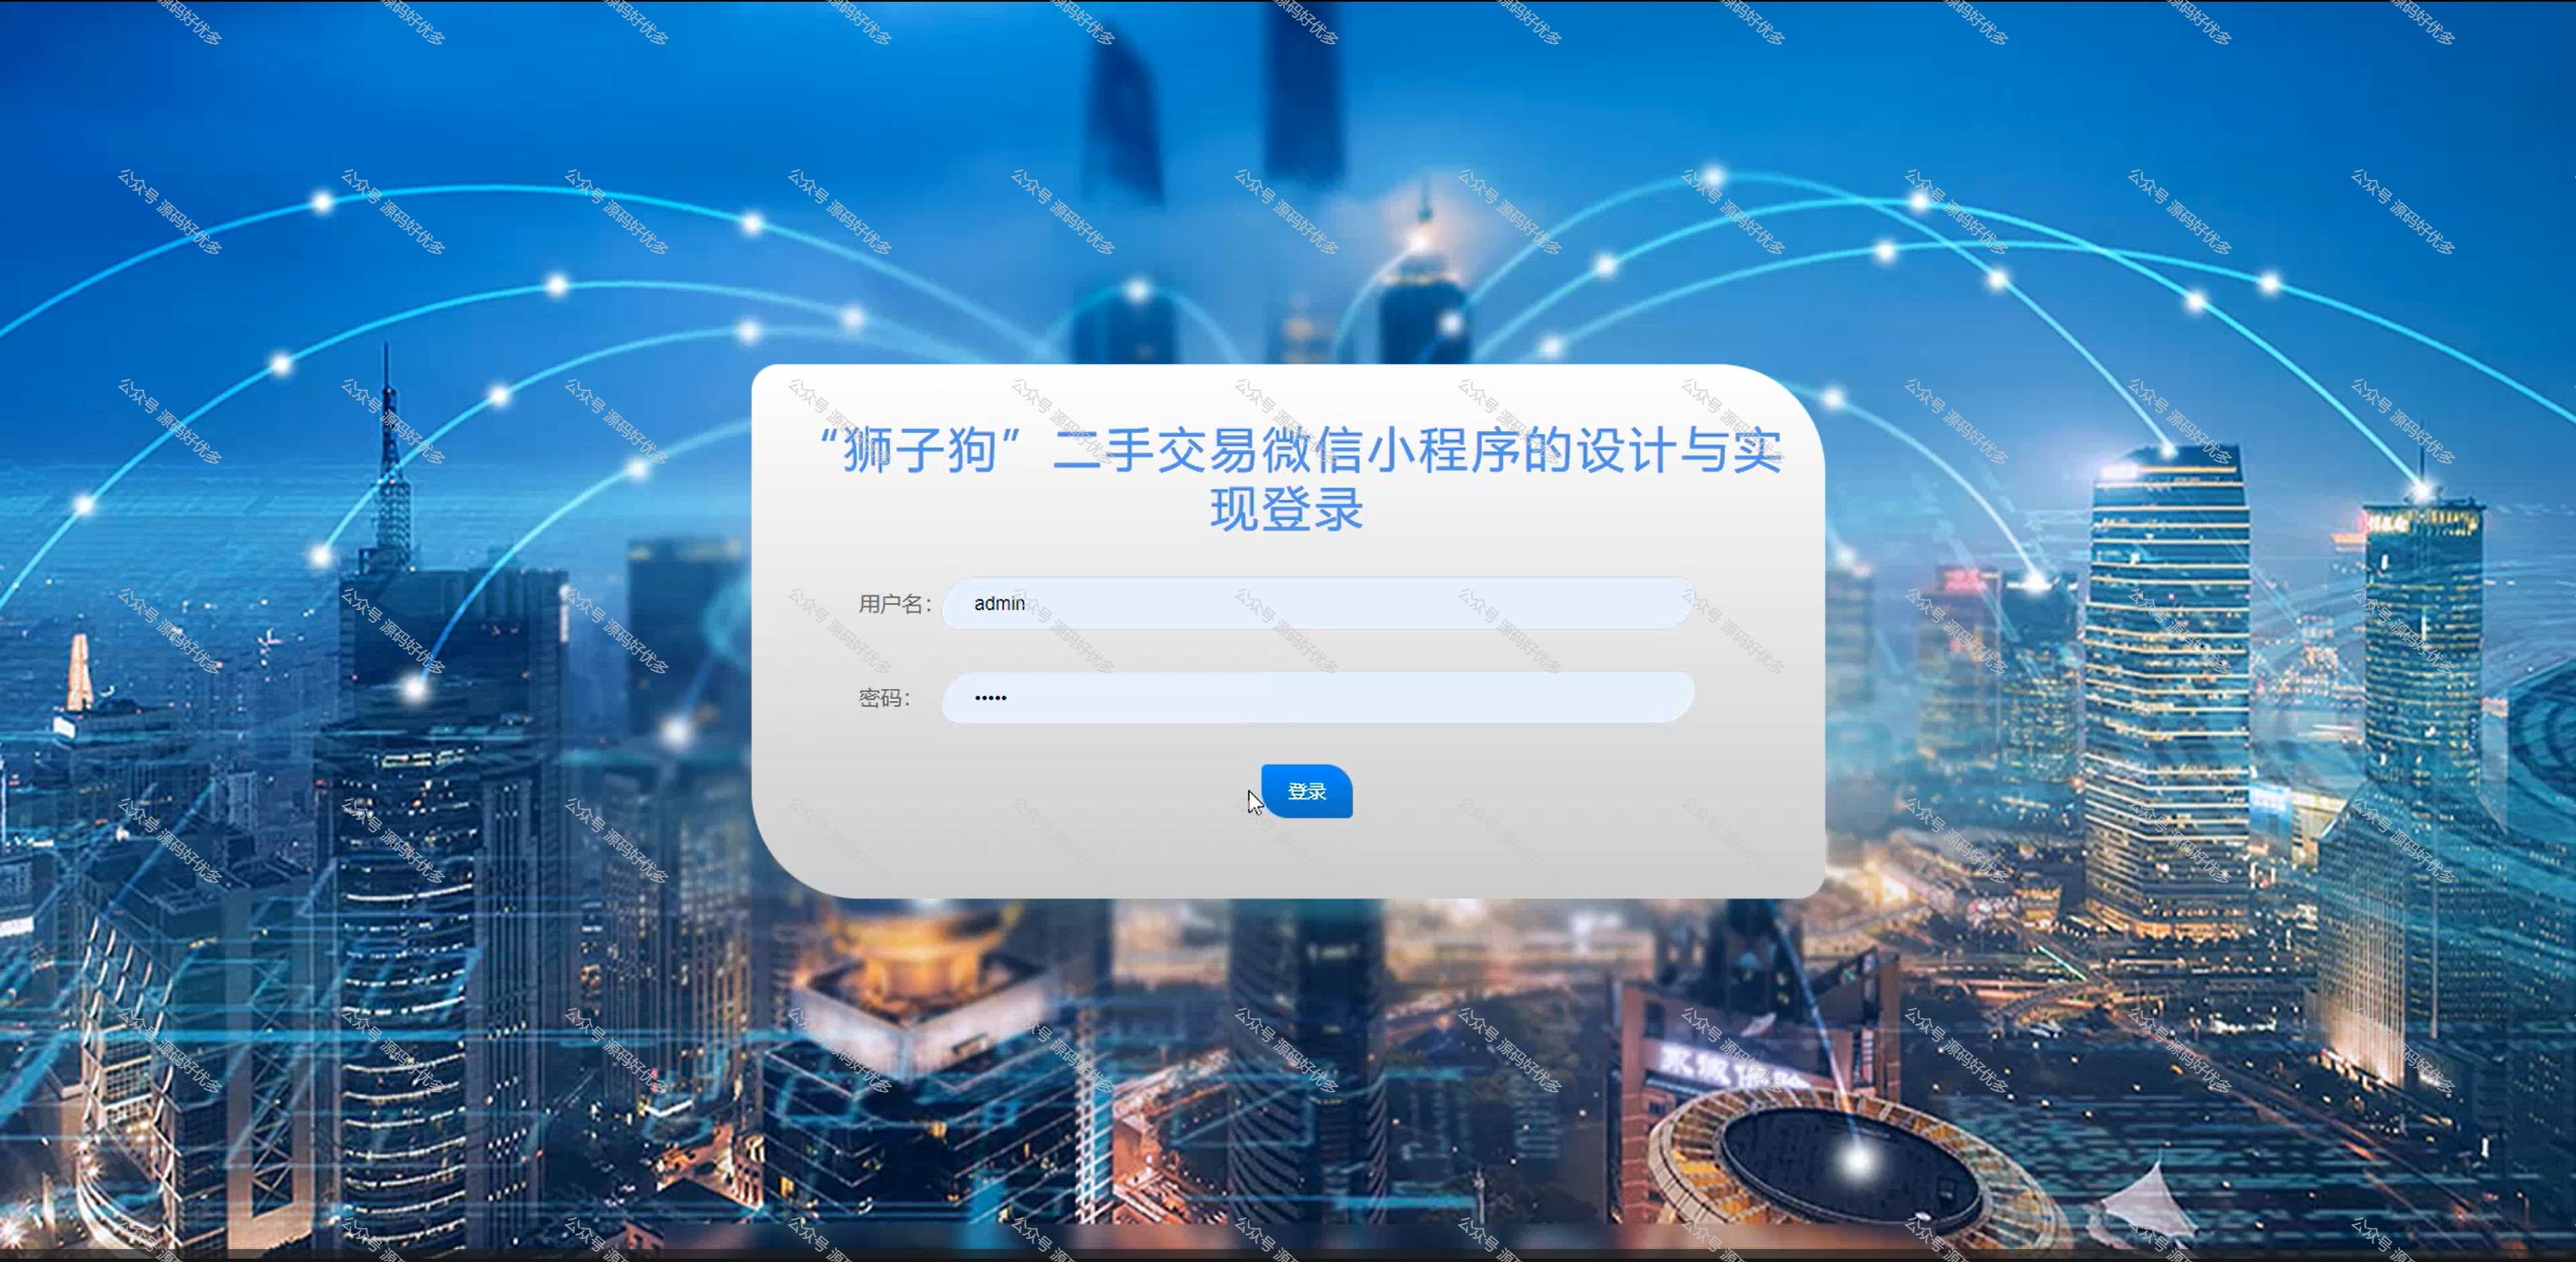 “狮子狗”二手交易微信小程序的设计与实
现登录
用户名：
admin
密码：
•••••
登录
公众号 源码好优多